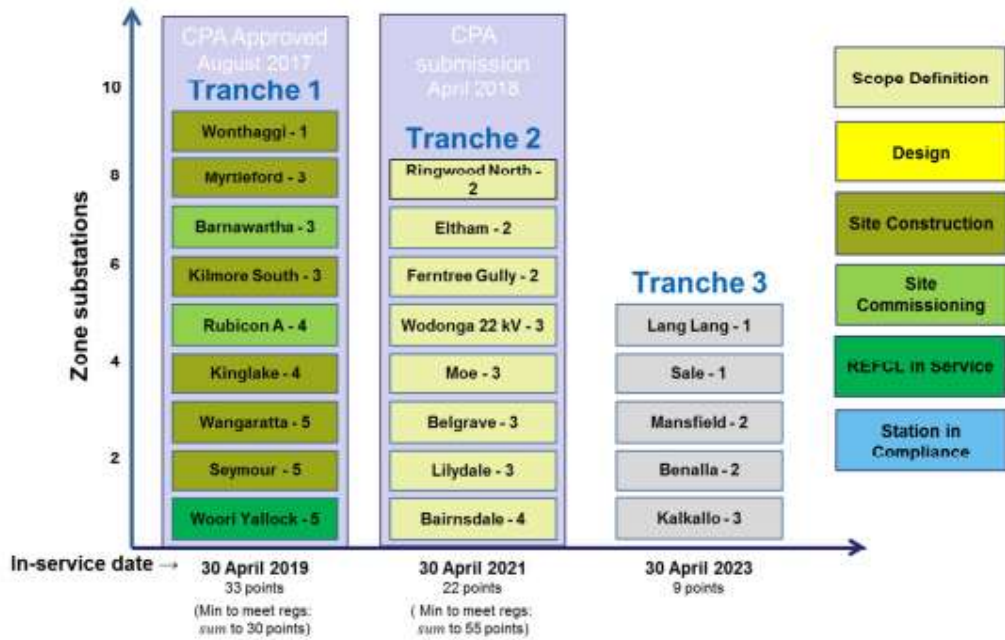 CPA Approved
August 2017
Tranche 1
Wonthaggi - 1
Myrtleford - 3
Barnawartha - 3
Kilmore South - 3
Rubicon A - 4
Kinglake - 4
Wangaratta - 5
Seymour - 5
Woori Yallock - 5
CPA
submission
April 2018
Tranche 2
Ringwood North -
2
Eltham - 2
Ferntree Gully - 2
Wodonga 22 kV - 3
Moe - 3
Belgrave - 3
Lilydale - 3
Bairnsdale - 4
Tranche 3
Lang Lang - 1
Sale - 1
Mansfield - 2
Benalla - 2
Kalkallo - 3
Scope Definition
Design
Site Construction
Site
Commissioning
REFCL in Service
Station in
Compliance
Zone substations
10
8
6
4
2
In-service date →
30 April 2019
33 points
(Min to meet regs:
sum to 30 points)
30 April 2021
22 points
( Min to meet regs:
sum to 55 points)
30 April 2023
9 points